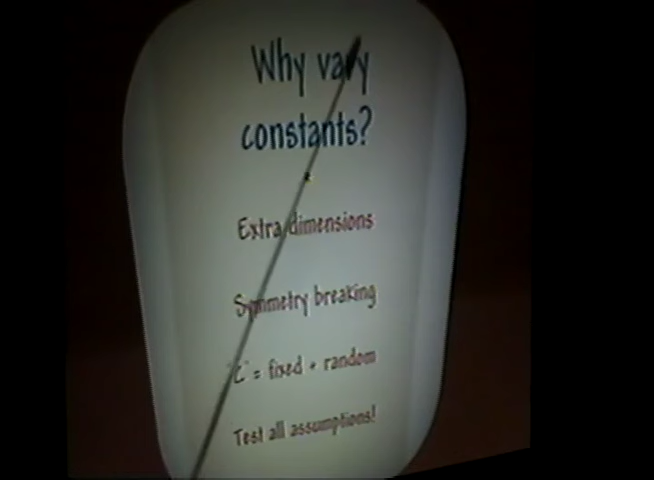 Why vary
constants?
Extra dimensions
Symmetry breaking
"C" = fixed + random
Test all assumptions!